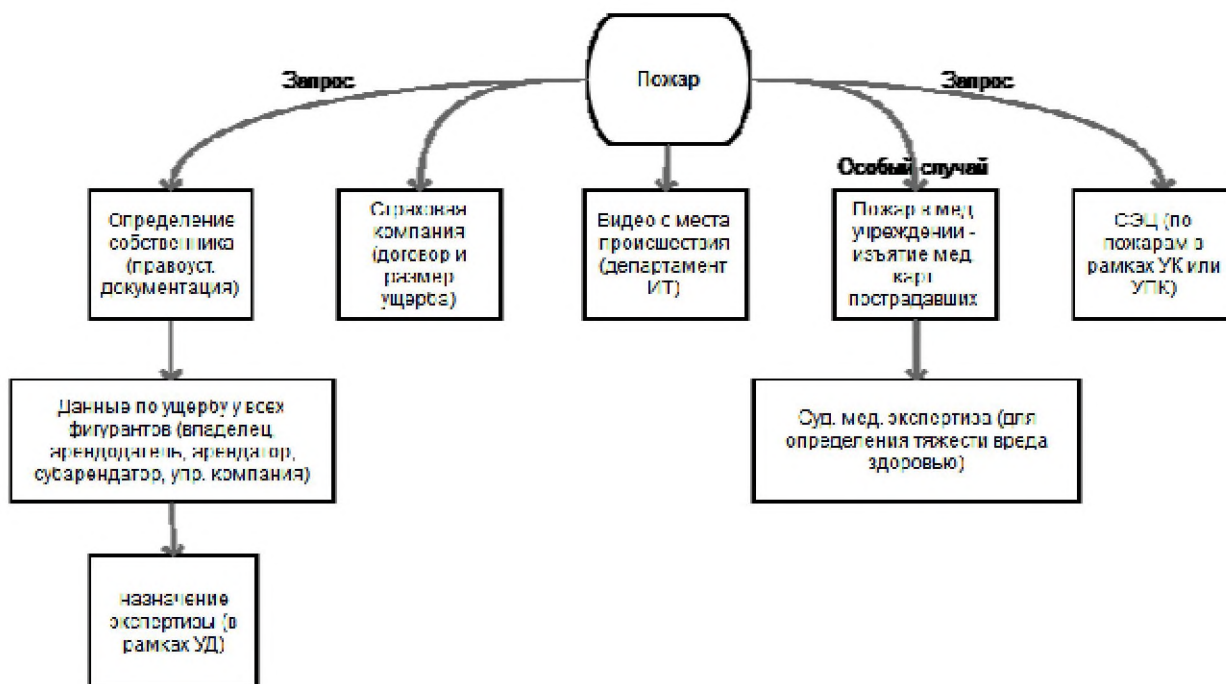 Пожар
Запрос
Запрос
Особый случай
Определение
собственника
(правоуст.
документация)
Страховая
компания
(договор и
размер
ущерба)
Видео с места
происшествия
(департамент
ИТ)
Пожар в мед
учреждении -
изъятие мед
карт
пострадавших
СЭЦ (по
пожарам в
рамках УК или
УПК)
Данные по ущербу у всех
фигурантов (владелец,
арендодатель, арендатор,
субарендатор, упр. компания)
Суд. мед. экспертиза (для
определения тяжести вреда
здоровью)
назначение
экспертизы (в
рамках УД)